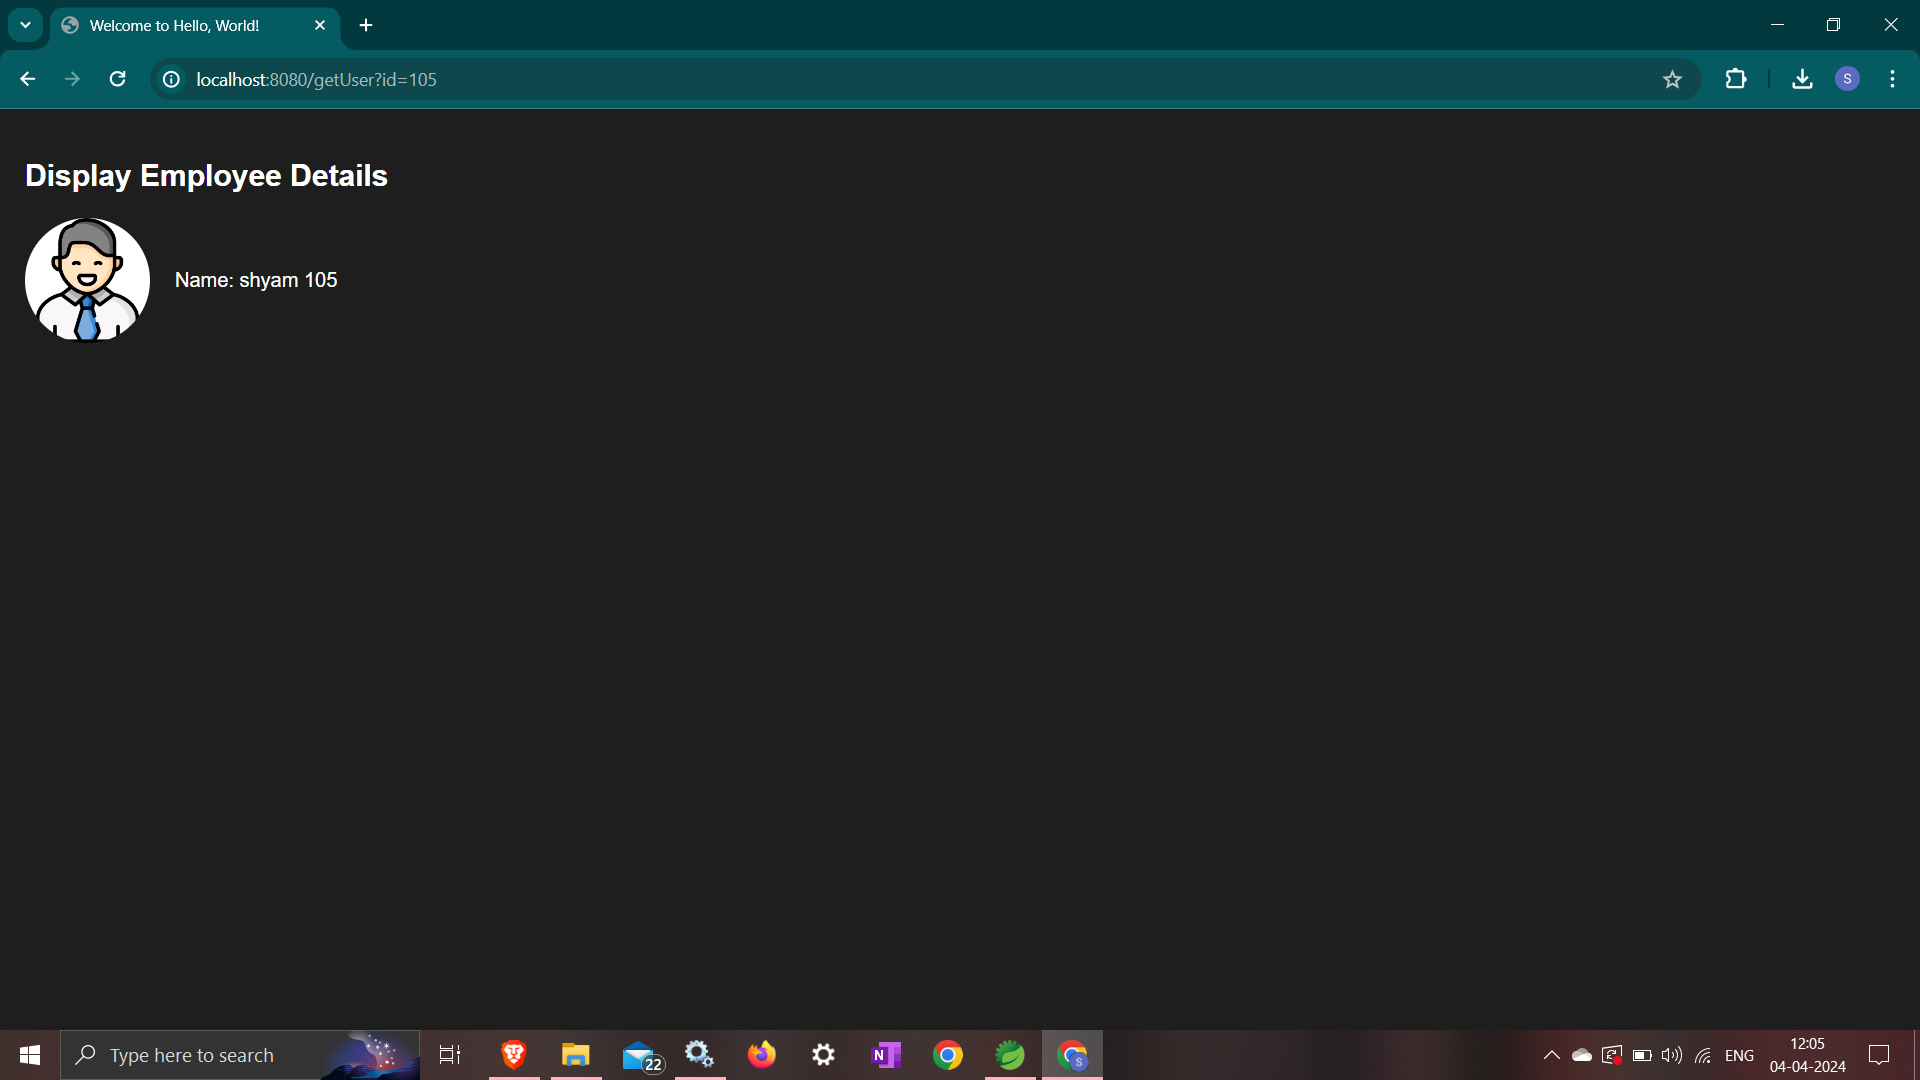 Welcome to Hello, World!
localhost:8080/getUser?id=105
S
Display Employee Details
Name: shyam 105
Type here to search
22
N
S
ENG
12:05
04-04-2024